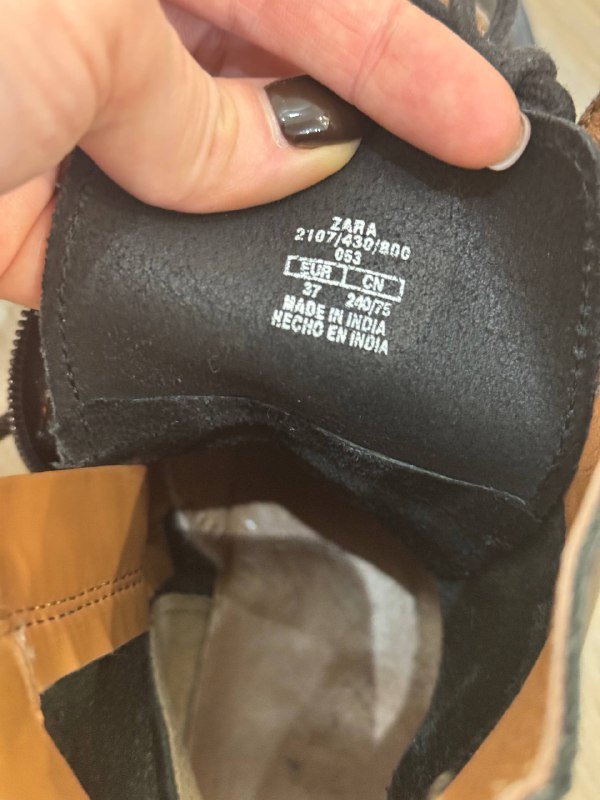 ZARA
2107/430/800
053
EUR CN
37 240/75
MADE IN INDIA
HECHO EN INDIA